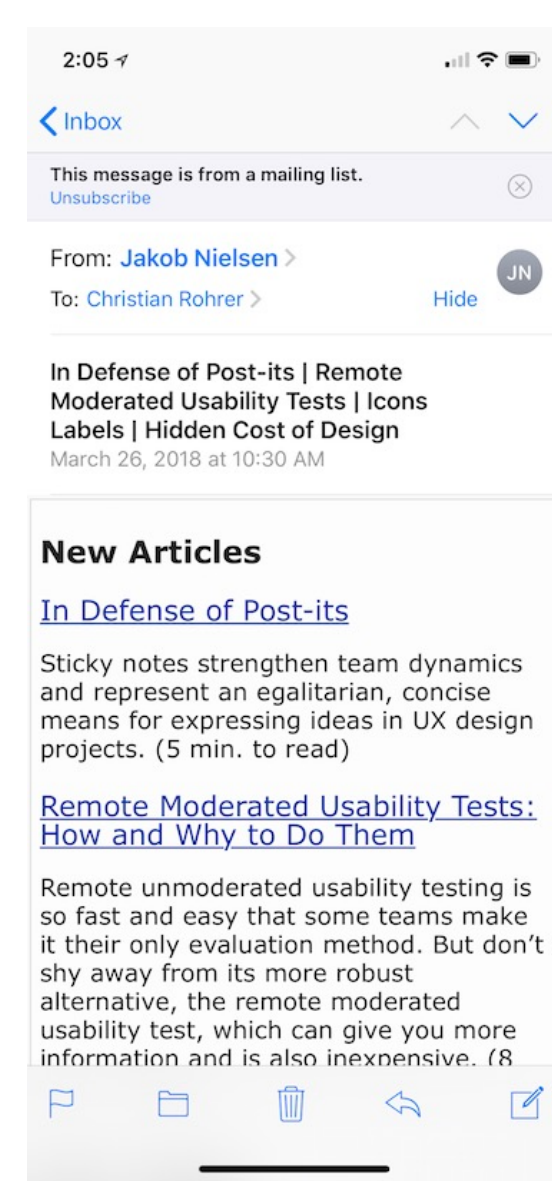 2:05
Inbox
This message is from a mailing list.
Unsubscribe
From: Jakob Nielsen
JN
To: Christian Rohrer
Hide
In Defense of Post-its | Remote
Moderated Usability Tests | Icons
Labels | Hidden Cost of Design
March 26, 2018 at 10:30 AM
New Articles
In Defense of Post-its
Sticky notes strengthen team dynamics
and represent an egalitarian, concise
means for expressing ideas in UX design
projects. (5 min. to read)
Remote Moderated Usability Tests:
How and Why to Do Them
Remote unmoderated usability testing is
so fast and easy that some teams make
it their only evaluation method. But don't
shy away from its more robust
alternative, the remote moderated
usability test, which can give you more
information and is also inexpensive. (8